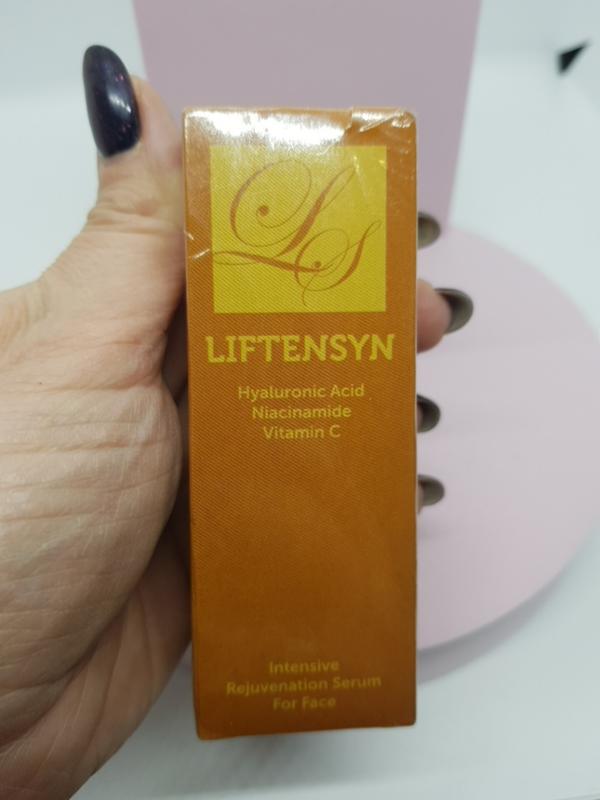 LS
LIFTENSYN
Hyaluronic Acid
Niacinamide
Vitamin C
Intensive
Rejuvenation Serum
For Face